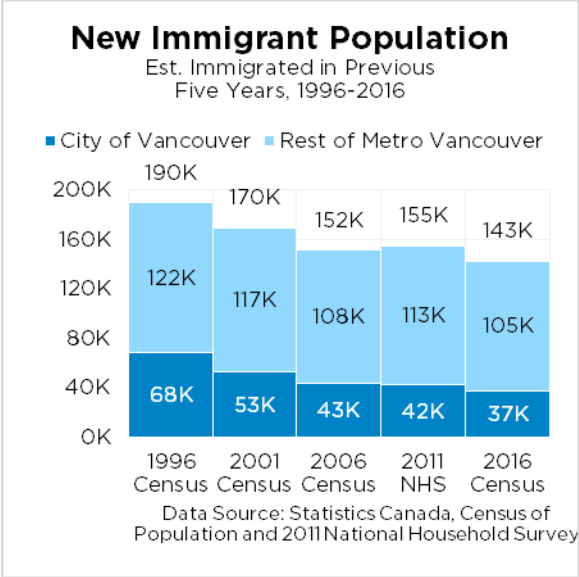 New Immigrant Population
Est. Immigrated in Previous
Five Years, 1996-2016
City of Vancouver Rest of Metro Vancouver
190K
200K
170K
152K
155K
143K
160K
122K
120K
117K
108K
113K
105K
80K
40K
68K
53K
43K
42K
37K
0K
1996 2001 2006 2011 2016
Census Census Census NHS Census
Data Source: Statistics Canada, Census of
Population and 2011 National Household Survey